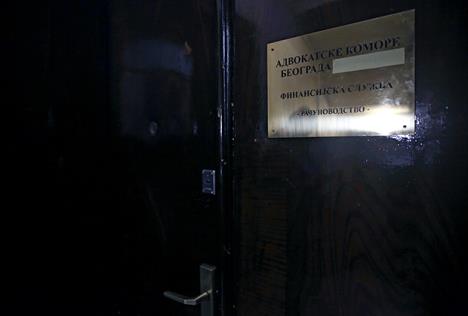 АДВОКАТСКЕ КОМОРЕ
БЕОГРАДА
ФИНАНСИЈСКА СЛУЖБА
- РАЧУНОВОДСТВО -